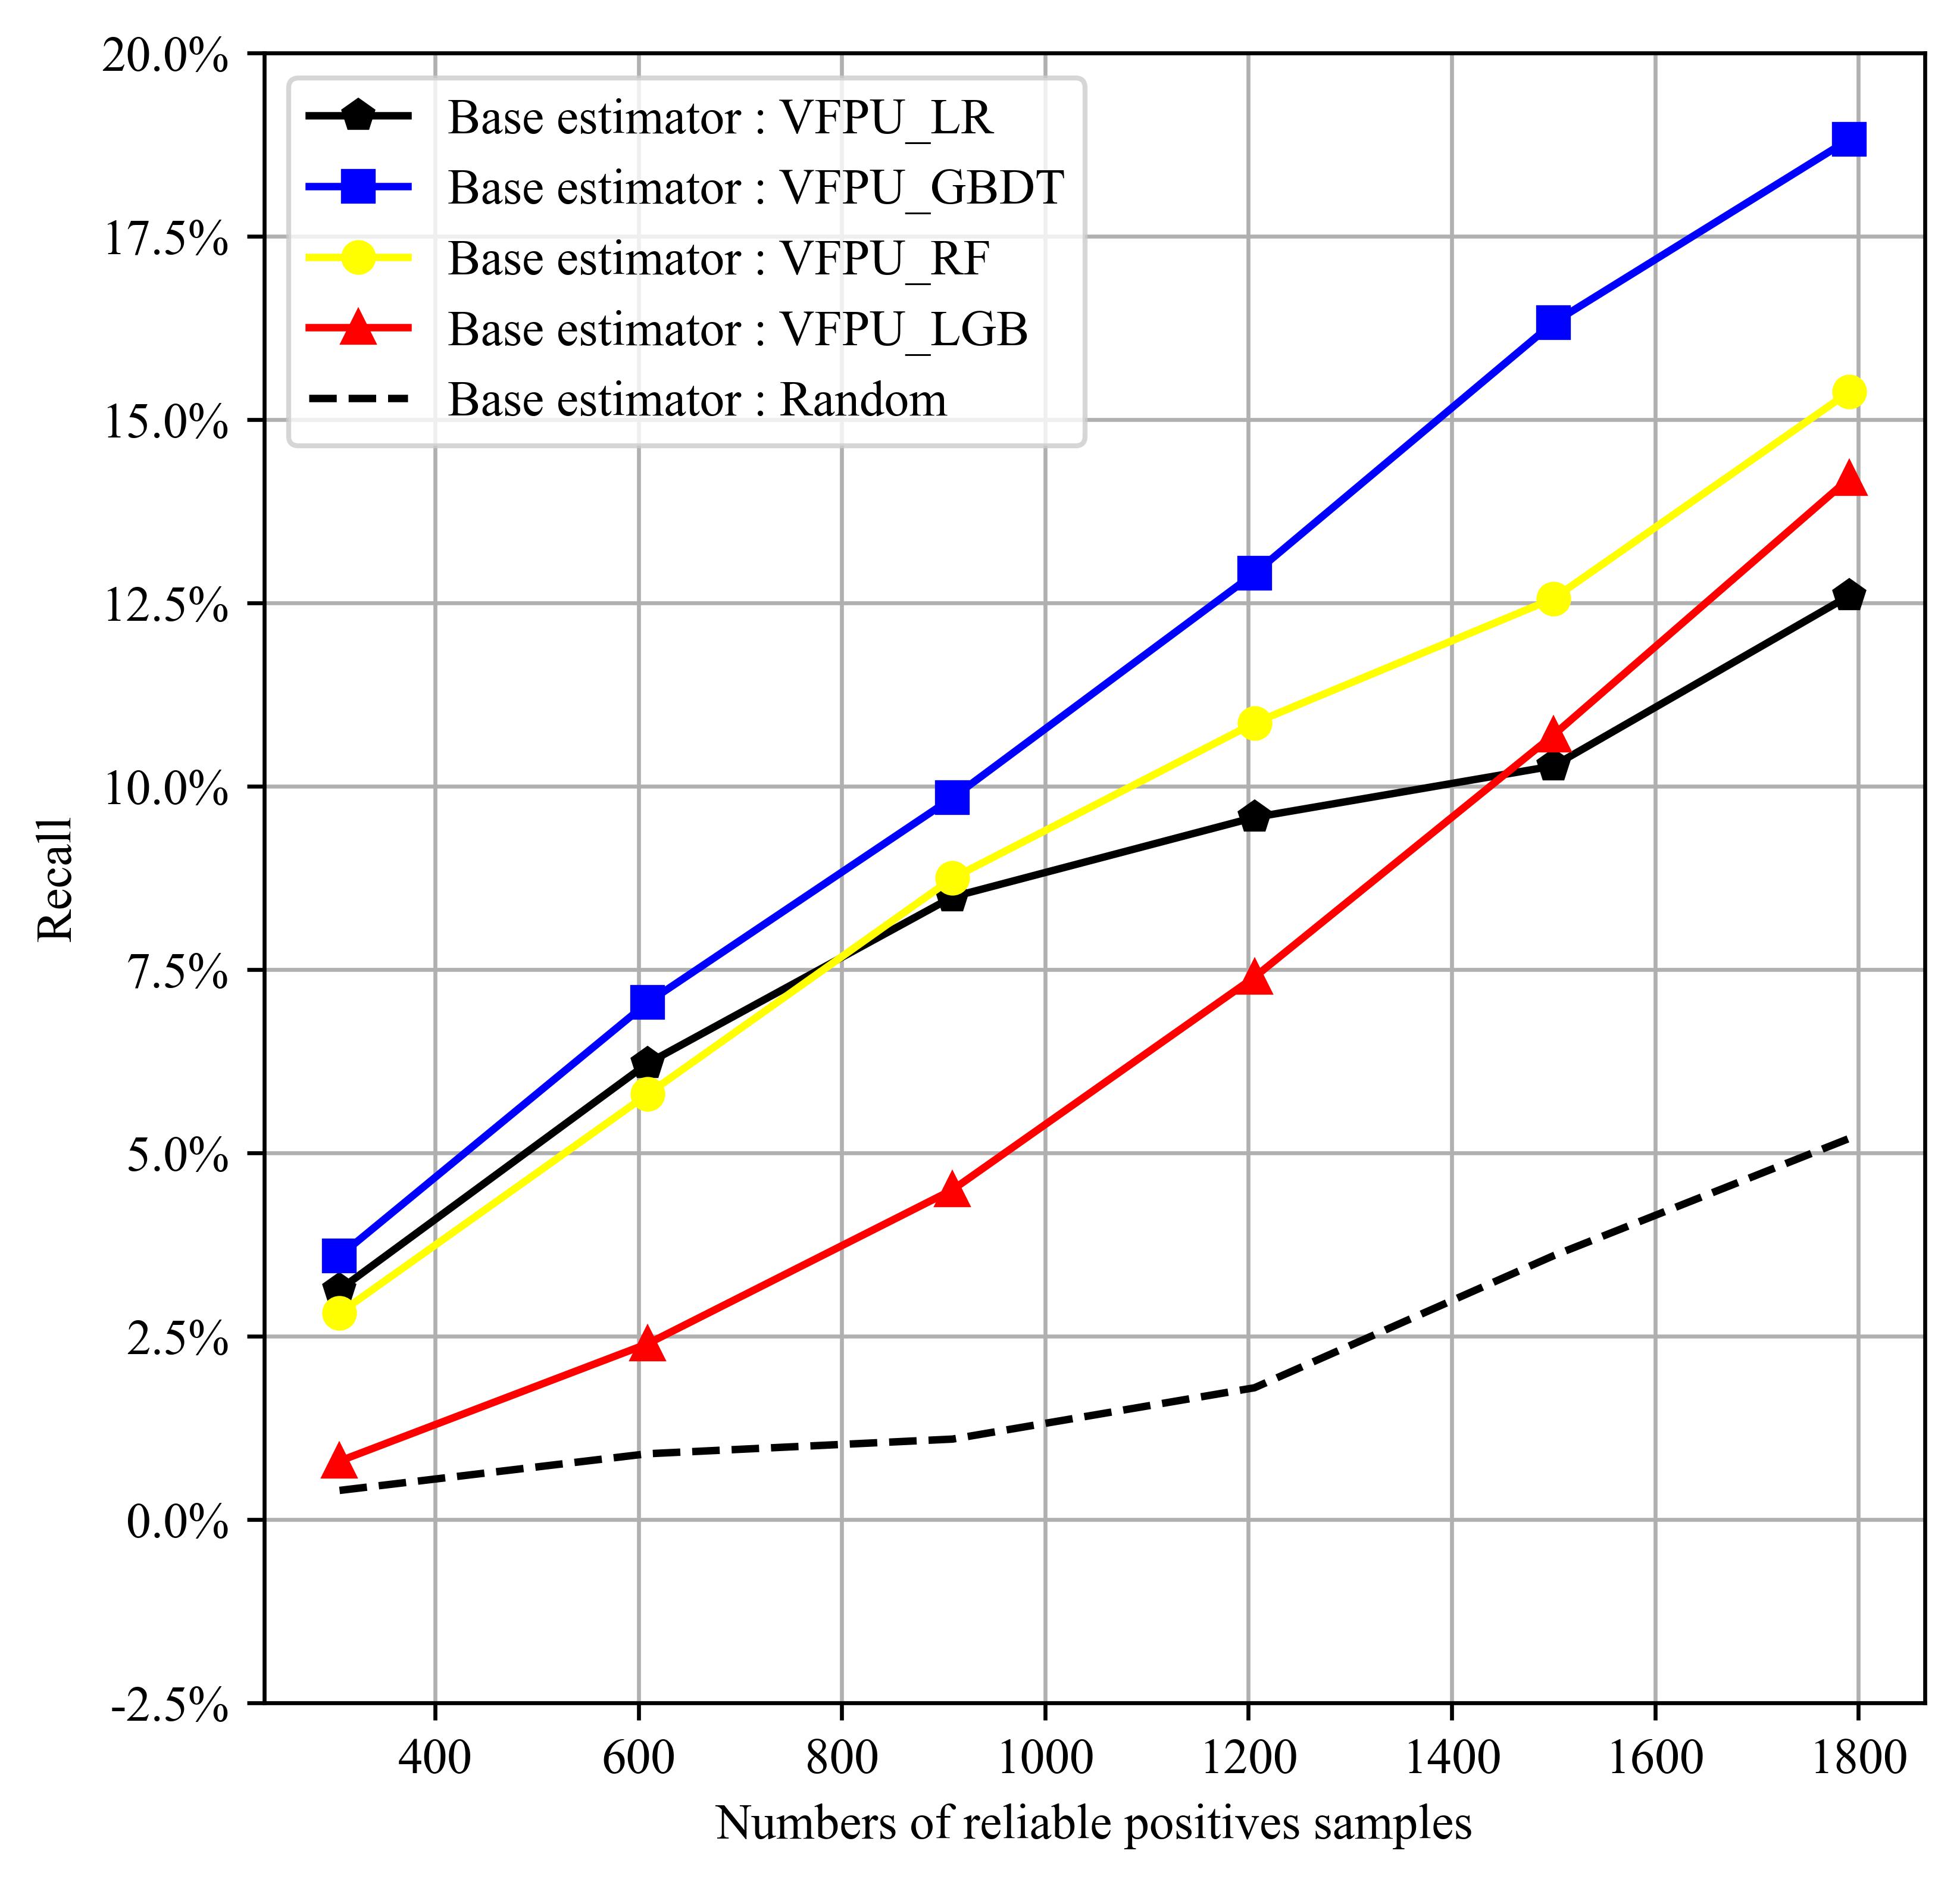 20.0%
17.5%
15.0%
12.5%
10.0%
7.5%
5.0%
2.5%
0.0%
-2.5%
Recall
Base estimator : VFPU_LR
Base estimator : VFPU_GBDT
Base estimator : VFPU_RF
Base estimator : VFPU_LGB
Base estimator : Random
400 600 800 1000 1200 1400 1600 1800
Numbers of reliable positives samples